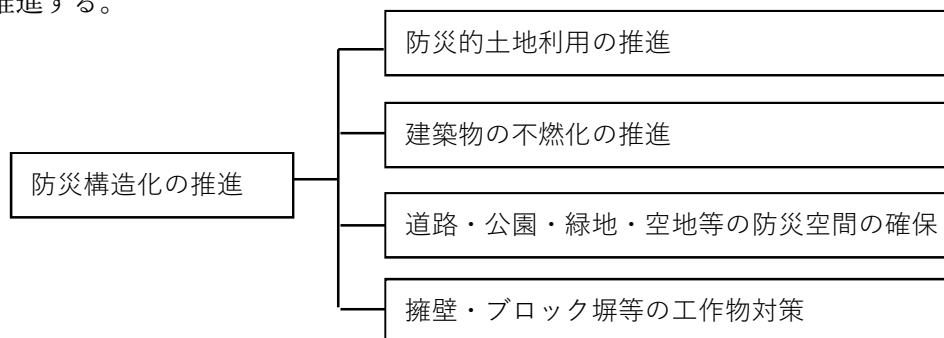 推進する。
防災的土地利用の推進
建築物の不燃化の推進
防災構造化の推進
道路・公園・緑地・空地等の防災空間の確保
擁壁・ブロック塀等の工作物対策